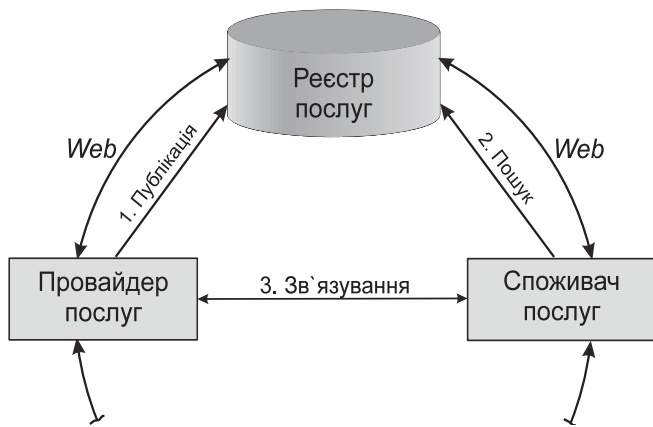 Реєстр
послуг
Web
1. Публікація
2. Пошук
Web
Провайдер
послуг
3. Зв`язування
Споживач
послуг